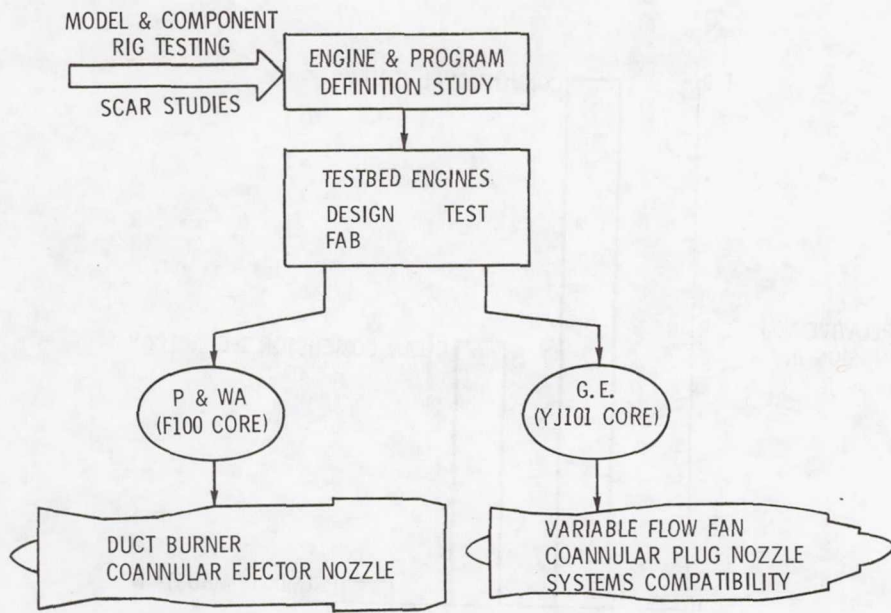 MODEL & COMPONENT
RIG TESTING
SCAR STUDIES
ENGINE & PROGRAM
DEFINITION STUDY
TESTBED ENGINES
DESIGN TEST
FAB
P & WA
(F100 CORE)
G. E.
(YJ101 CORE)
DUCT BURNER
COANNULAR EJECTOR NOZZLE
VARIABLE FLOW FAN
COANNULAR PLUG NOZZLE
SYSTEMS COMPATIBILITY